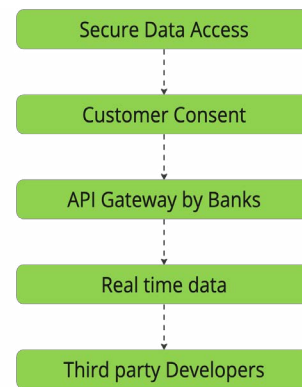 Secure Data Access
Customer Consent
API Gateway by Banks
Real time data
Third party Developers